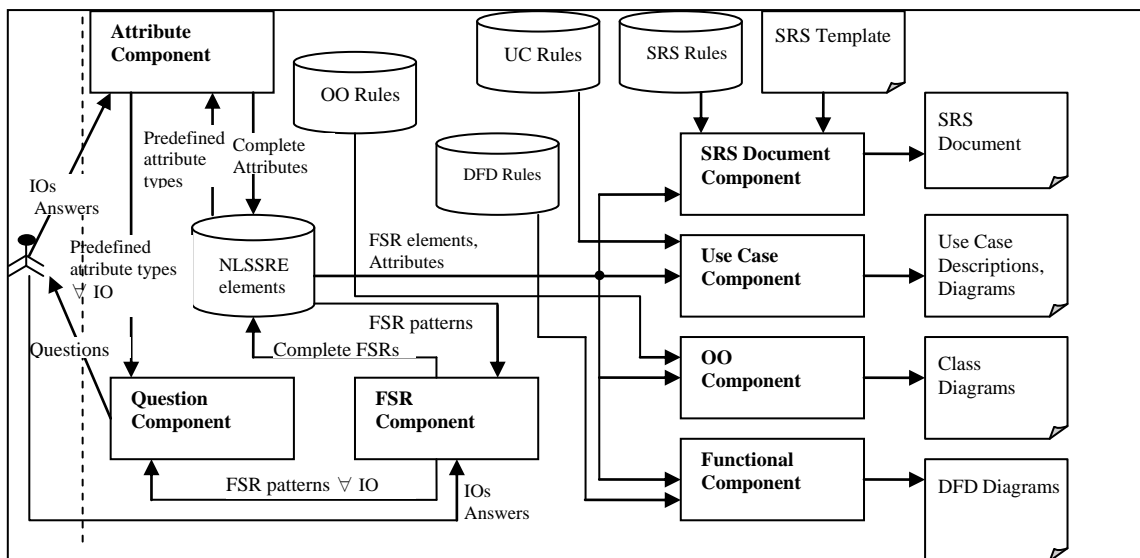 Attribute
Component
OO Rules
UC Rules
SRS Rules
SRS Template
Predefined
attribute
types
Complete
Attributes
DFD Rules
SRS Document
Component
SRS
Document
IOs
Answers
Predefined
attribute types
∀ IO
NLSSRE
elements
FSR elements,
Attributes
Use Case
Component
Use Case
Descriptions,
Diagrams
FSR patterns
Questions
Complete FSRs
OO
Component
Class
Diagrams
Question
Component
FSR
Component
Functional
Component
DFD Diagrams
FSR patterns ∀ IO
IOs
Answers